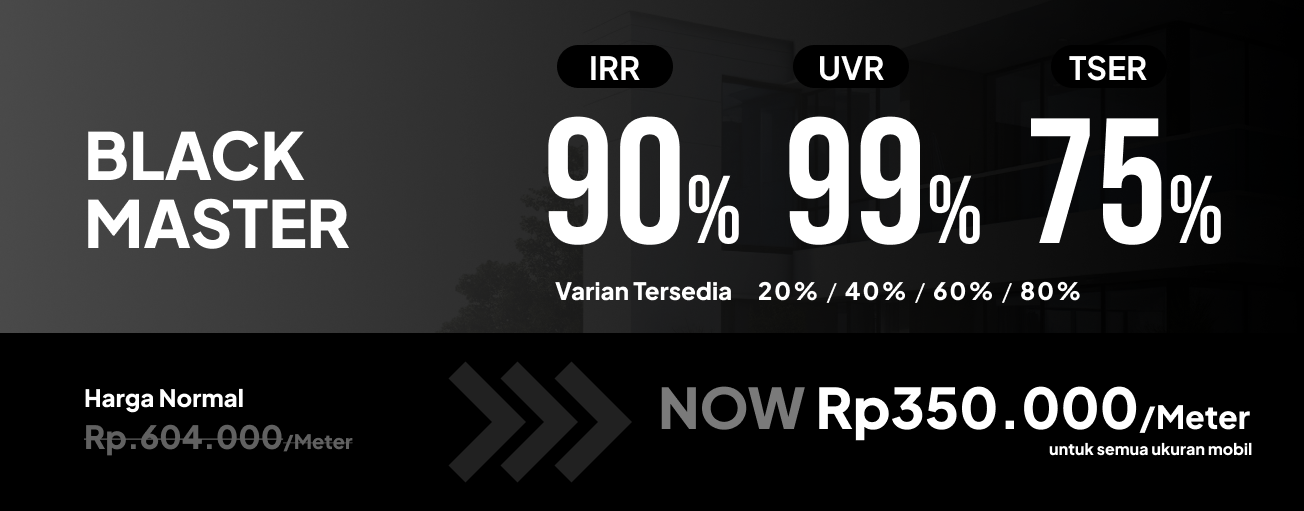 BLACK
MASTER
IRR
90%
UVR
99%
TSER
75%
Varian Tersedia 20% / 40% / 60% / 80%
Harga Normal
Rp.604.000/Meter
NOW Rp350.000/Meter
untuk semua ukuran mobil